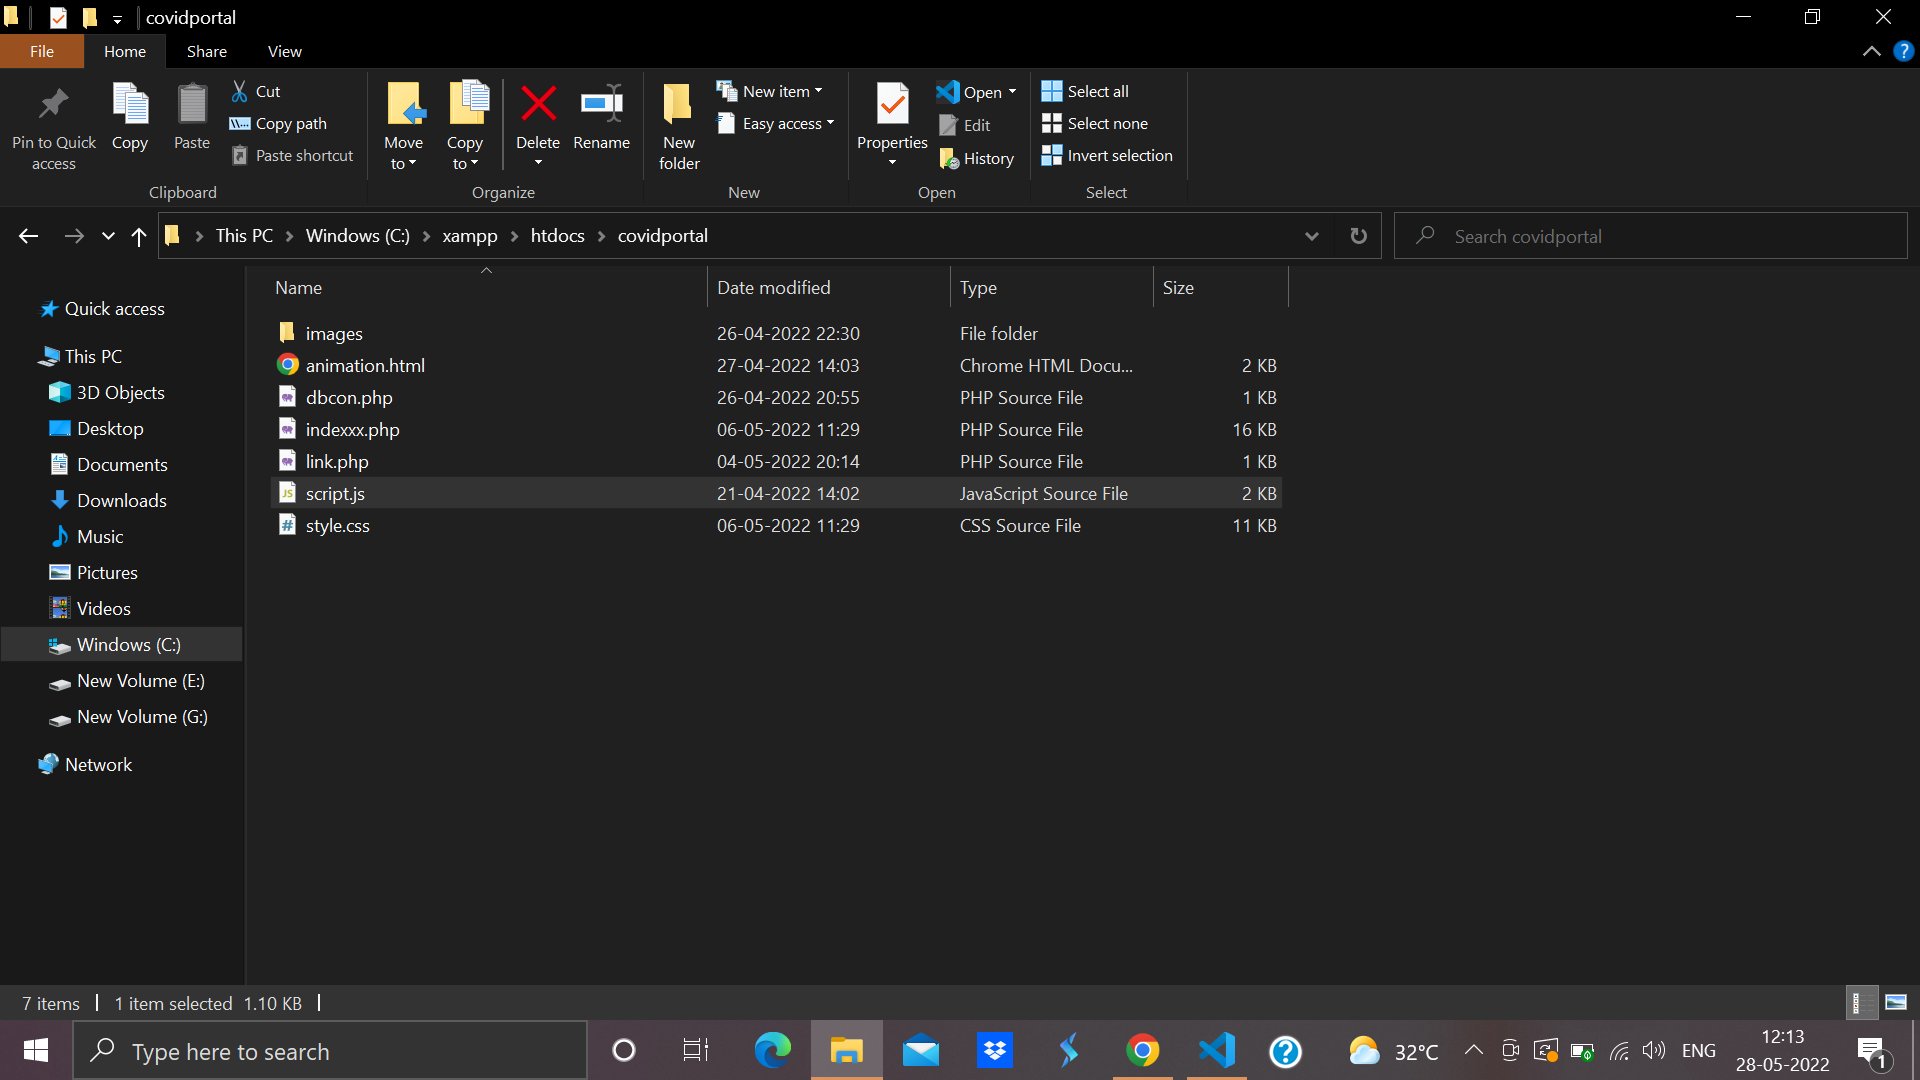 covidportal
File Home Share View
Pin to Quick access
Copy
Paste
Cut
Copy path
Paste shortcut
Clipboard
Move to
Copy to
Delete
Rename
Organize
New folder
New item
Easy access
New
Properties
Open
Edit
History
Open
Select all
Select none
Invert selection
Select
This PC > Windows (C:) > xampp > htdocs > covidportal
Search covidportal
Name Date modified Type Size
images 26-04-2022 22:30 File folder
animation.html 27-04-2022 14:03 Chrome HTML Docu... 2 KB
dbcon.php 26-04-2022 20:55 PHP Source File 1 KB
indexxx.php 06-05-2022 11:29 PHP Source File 16 KB
link.php 04-05-2022 20:14 PHP Source File 1 KB
script.js 21-04-2022 14:02 JavaScript Source File 2 KB
style.css 06-05-2022 11:29 CSS Source File 11 KB
Quick access
This PC
3D Objects
Desktop
Documents
Downloads
Music
Pictures
Videos
Windows (C:)
New Volume (E:)
New Volume (G:)
Network
7 items 1 item selected 1.10 KB
Type here to search
32°C
ENG
12:13
28-05-2022
1